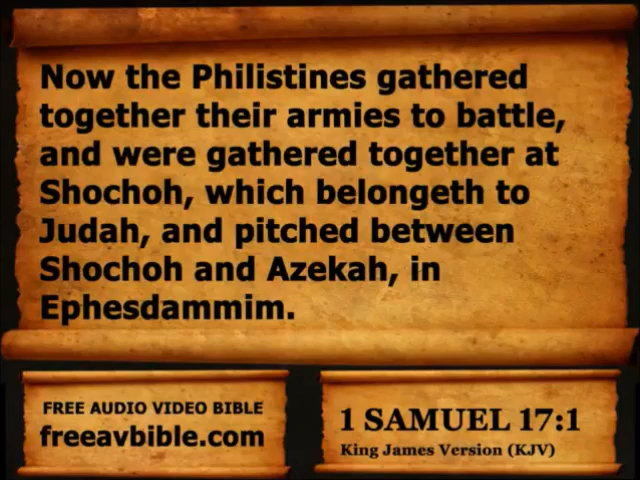 Now the Philistines gathered
together their armies to battle,
and were gathered together at
Shochoh, which belongeth to
Judah, and pitched between
Shochoh and Azekah, in
Ephesdammim.
FREE AUDIO VIDEO BIBLE
freeavbible.com
1 SAMUEL 17:1
King James Version (KJV)